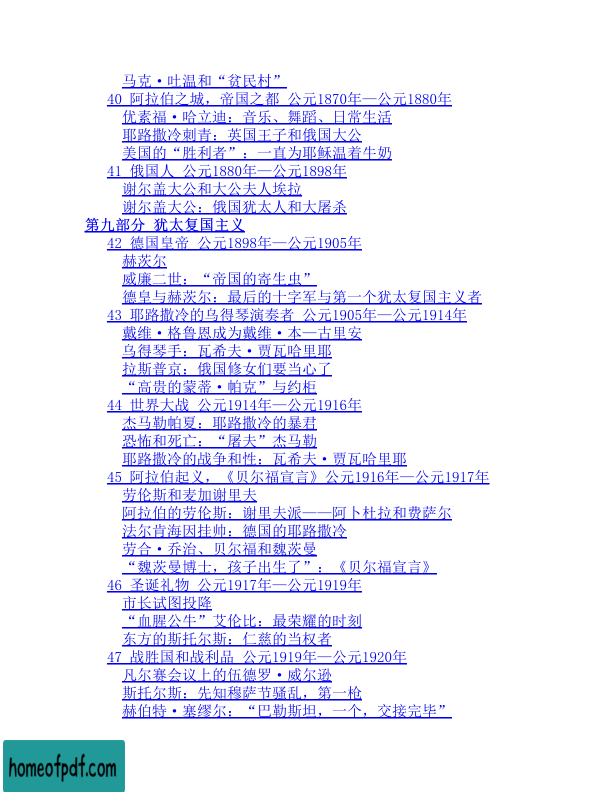 马克·吐温和“贫民村”
40 阿拉伯之城，帝国之都 公元1870年—公元1880年
优素福·哈立迪：音乐、舞蹈、日常生活
耶路撒冷刺青：英国王子和俄国大公
美国的“胜利者”：一直为耶稣温着牛奶
41 俄国人 公元1880年—公元1898年
谢尔盖大公和大公夫人埃拉
谢尔盖大公：俄国犹太人和大屠杀
第九部分 犹太复国主义
42 德国皇帝 公元1898年—公元1905年
赫茨尔
威廉二世：“帝国的寄生虫”
德皇与赫茨尔：最后的十字军与第一个犹太复国主义者
43 耶路撒冷的乌得琴演奏者 公元1905年—公元1914年
戴维·格鲁恩成为戴维·本—古里安
乌得琴手：瓦希夫·贾瓦哈里耶
拉斯普京：俄国修女们要当心了
“高贵的蒙蒂·帕克”与约柜
44 世界大战 公元1914年—公元1916年
杰马勒帕夏：耶路撒冷的暴君
恐怖和死亡：“屠夫”杰马勒
耶路撒冷的战争和性：瓦希夫·贾瓦哈里耶
45 阿拉伯起义，《贝尔福宣言》公元1916年—公元1917年
劳伦斯和麦加谢里夫
阿拉伯的劳伦斯：谢里夫派——阿卜杜拉和费萨尔
法尔肯海因挂帅：德国的耶路撒冷
劳合·乔治、贝尔福和魏茨曼
“魏茨曼博士，孩子出生了”：《贝尔福宣言》
46 圣诞礼物 公元1917年—公元1919年
市长试图投降
“血腥公牛”艾伦比：最荣耀的时刻
东方的斯托尔斯：仁慈的当权者
47 战胜国和战利品 公元1919年—公元1920年
凡尔赛会议上的伍德罗·威尔逊
斯托尔斯：先知穆萨节骚乱，第一枪
赫伯特·塞缪尔：“巴勒斯坦，一个，交接完毕”
homeofpdf.com